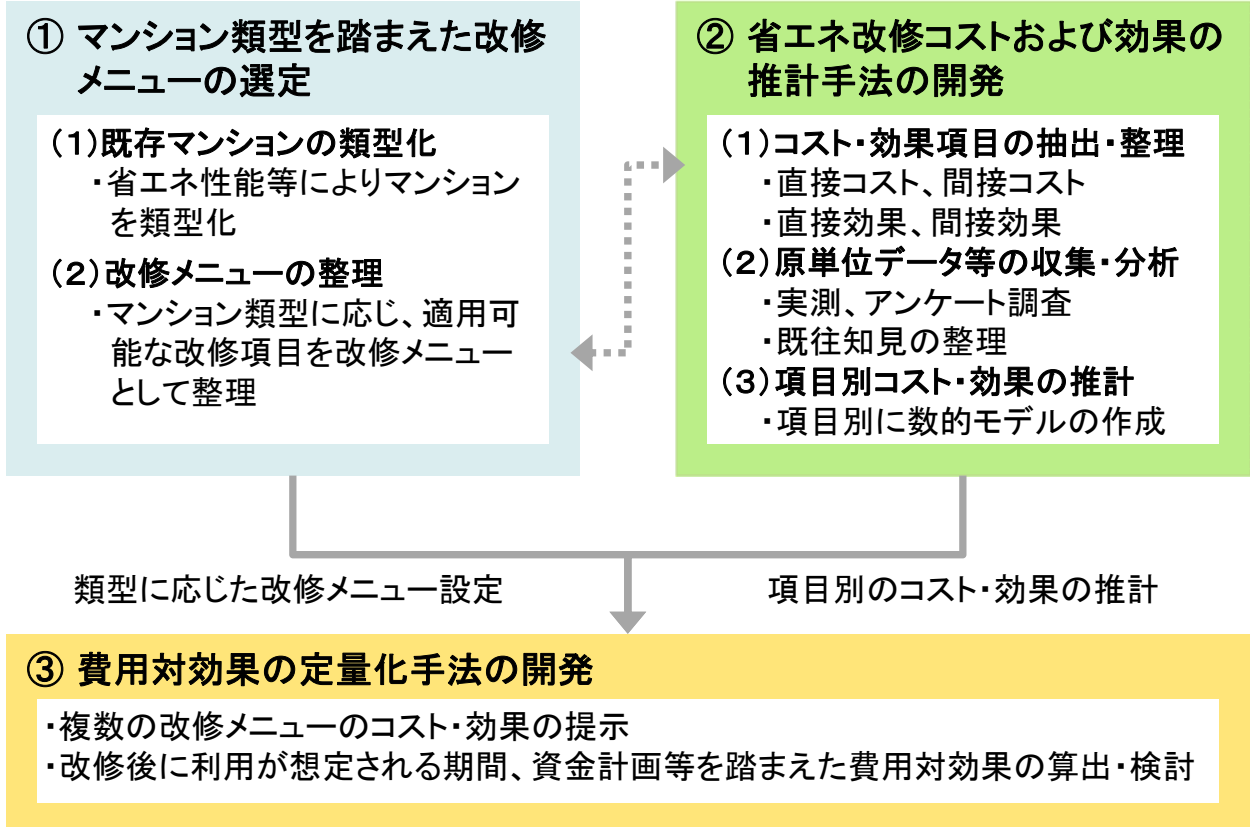 ① マンション類型を踏まえた改修
メニューの選定
(1)既存マンションの類型化
・省エネ性能等によりマンション
を類型化
(2)改修メニューの整理
・マンション類型に応じ、適用可
能な改修項目を改修メニュー
として整理
② 省エネ改修コストおよび効果の
推計手法の開発
(1)コスト・効果項目の抽出・整理
・直接コスト、間接コスト
・直接効果、間接効果
(2)原単位データ等の収集・分析
・実測、アンケート調査
・既往知見の整理
(3)項目別コスト・効果の推計
・項目別に数的モデルの作成
類型に応じた改修メニュー設定
項目別のコスト・効果の推計
③ 費用対効果の定量化手法の開発
・複数の改修メニューのコスト・効果の提示
・改修後に利用が想定される期間、資金計画等を踏まえた費用対効果の算出・検討